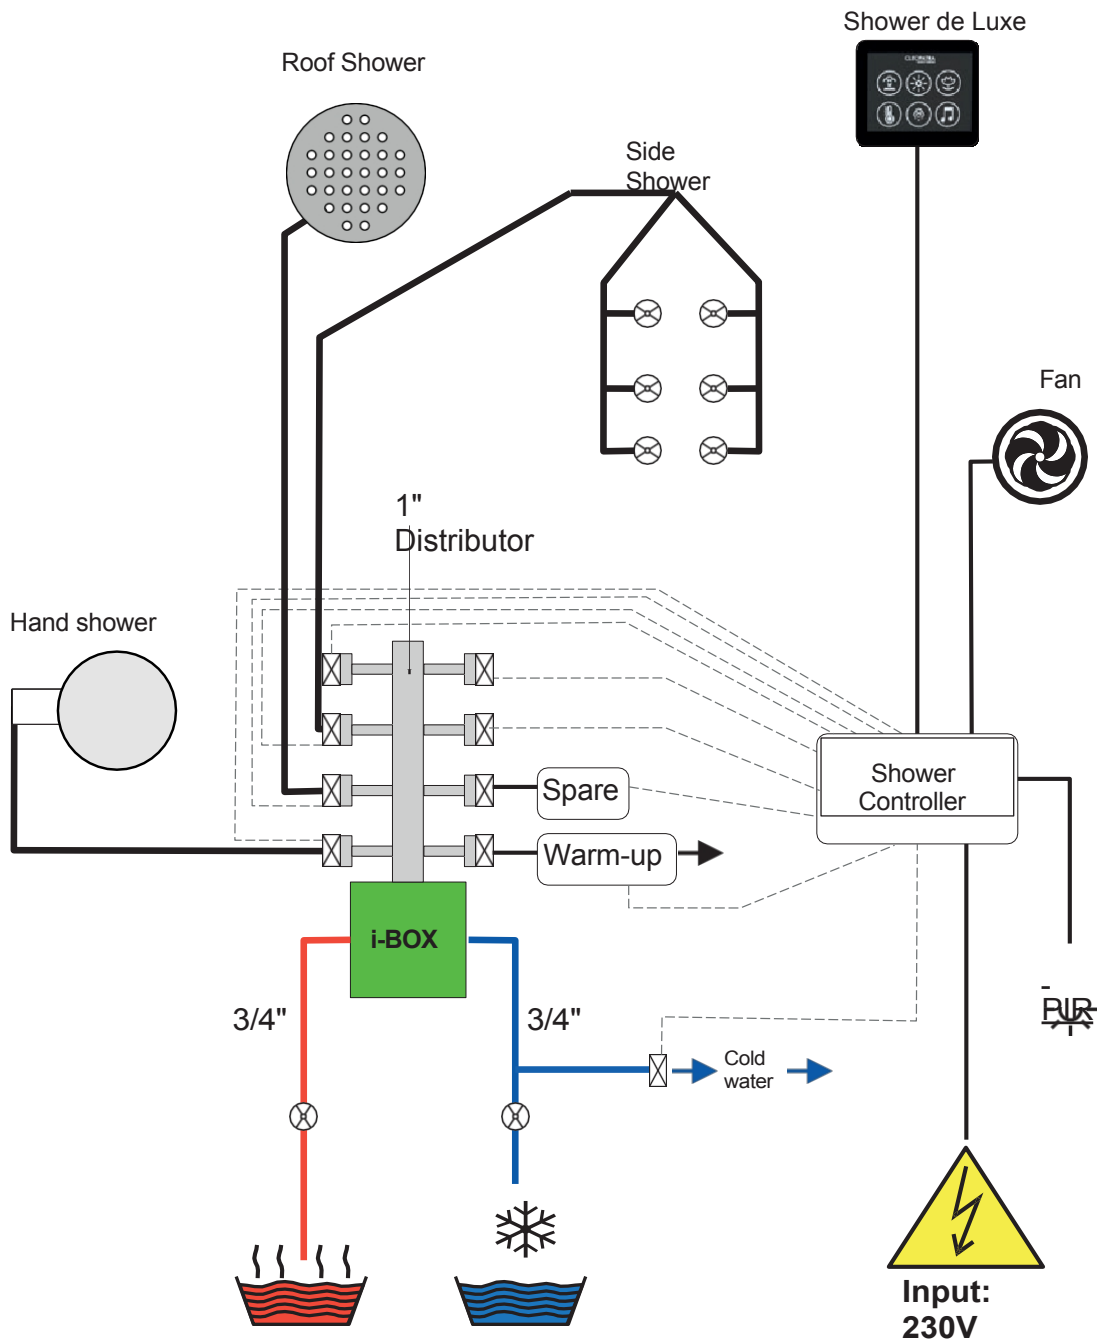 Shower de Luxe
Roof Shower
Side
Shower
Fan
1"
Distributor
Hand shower
Shower
Controller
Spare
Warm-up
i-BOX
3/4"
3/4"
PIR
Cold
water
Input:
230V